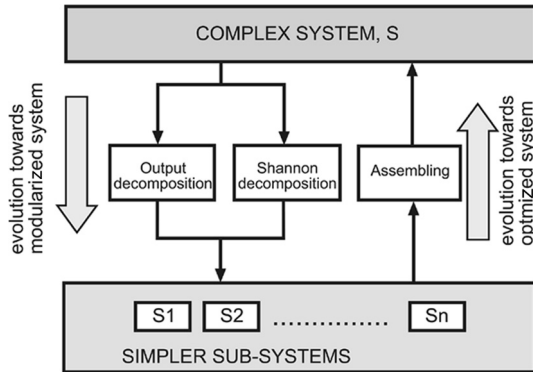 COMPLEX SYSTEM, S
evolution towards
modularized system
Output
decomposition
Shannon
decomposition
Assembling
evolution towards
optmized system
S1
S2
......................
Sn
SIMPLER SUB-SYSTEMS